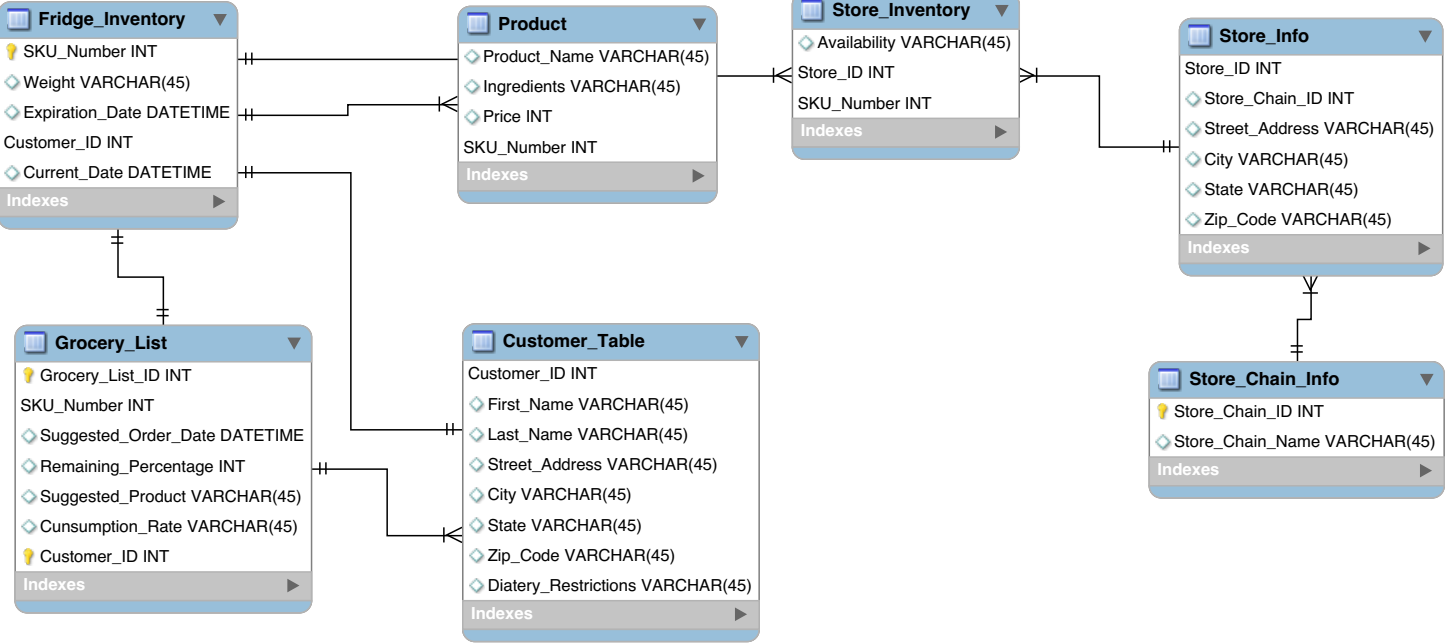 Fridge_Inventory
SKU_Number INT
Weight VARCHAR(45)
Expiration_Date DATETIME
Customer_ID INT
Current_Date DATETIME
Indexes
Product
Product_Name VARCHAR(45)
Ingredients VARCHAR(45)
Price INT
SKU_Number INT
Indexes
Store_Inventory
Availability VARCHAR(45)
Store_ID INT
SKU_Number INT
Indexes
Store_Info
Store_ID INT
Store_Chain_ID INT
Street_Address VARCHAR(45)
City VARCHAR(45)
State VARCHAR(45)
Zip_Code VARCHAR(45)
Indexes
Grocery_List
Grocery_List_ID INT
SKU_Number INT
Suggested_Order_Date DATETIME
Remaining_Percentage INT
Suggested_Product VARCHAR(45)
Cunsumption_Rate VARCHAR(45)
Customer_ID INT
Indexes
Customer_Table
Customer_ID INT
First_Name VARCHAR(45)
Last_Name VARCHAR(45)
Street_Address VARCHAR(45)
City VARCHAR(45)
State VARCHAR(45)
Zip_Code VARCHAR(45)
Diatery_Restrictions VARCHAR(45)
Indexes
Store_Chain_Info
Store_Chain_ID INT
Store_Chain_Name VARCHAR(45)
Indexes